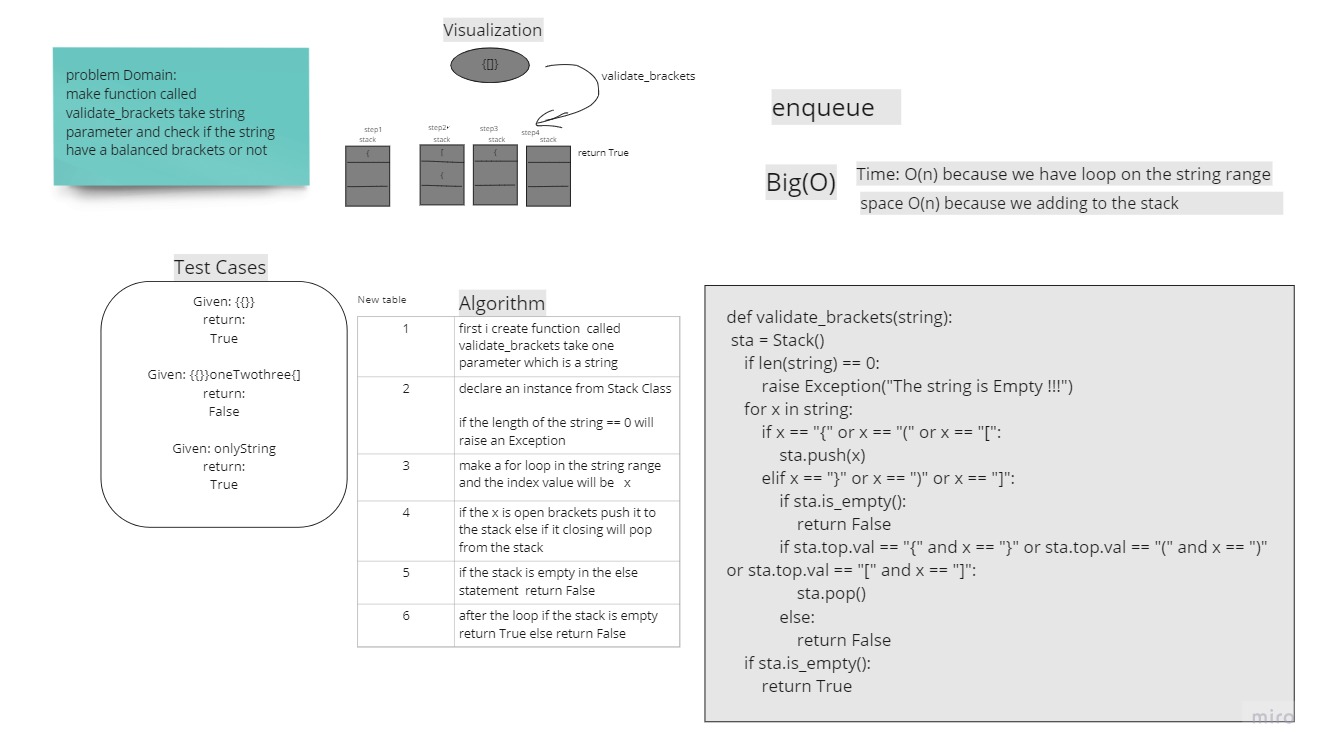 problem Domain:
make function called
validate_brackets take string
parameter and check if the string
have a balanced brackets or not
Visualization
{[]}
validate_brackets
step1
stack
{
step2
stack
[
{
step3
stack
{
step4
stack
return True
enqueue
Big(O)
Time: O(n) because we have loop on the string range
space O(n) because we adding to the stack
Test Cases
Given: {{}}
return:
True
Given: {{}}oneTwothree{]
return:
False
Given: onlyString
return:
True
New table
Algorithm
1
first i create function called
validate_brackets take one
parameter which is a string
2
declare an instance from Stack Class
if the length of the string == 0 will
raise an Exception
3
make a for loop in the string range
and the index value will be x
4
if the x is open brackets push it to
the stack else if it closing will pop
from the stack
5
if the stack is empty in the else
statement return False
6
after the loop if the stack is empty
return True else return False
def validate_brackets(string):
sta = Stack()
if len(string) == 0:
raise Exception("The string is Empty !!!")
for x in string:
if x == "{" or x == "(" or x == "[":
sta.push(x)
elif x == "}" or x == ")" or x == "]":
if sta.is_empty():
return False
if sta.top.val == "{" and x == "}" or sta.top.val == "(" and x == ")"
or sta.top.val == "[" and x == "]":
sta.pop()
else:
return False
if sta.is_empty():
return True
miro